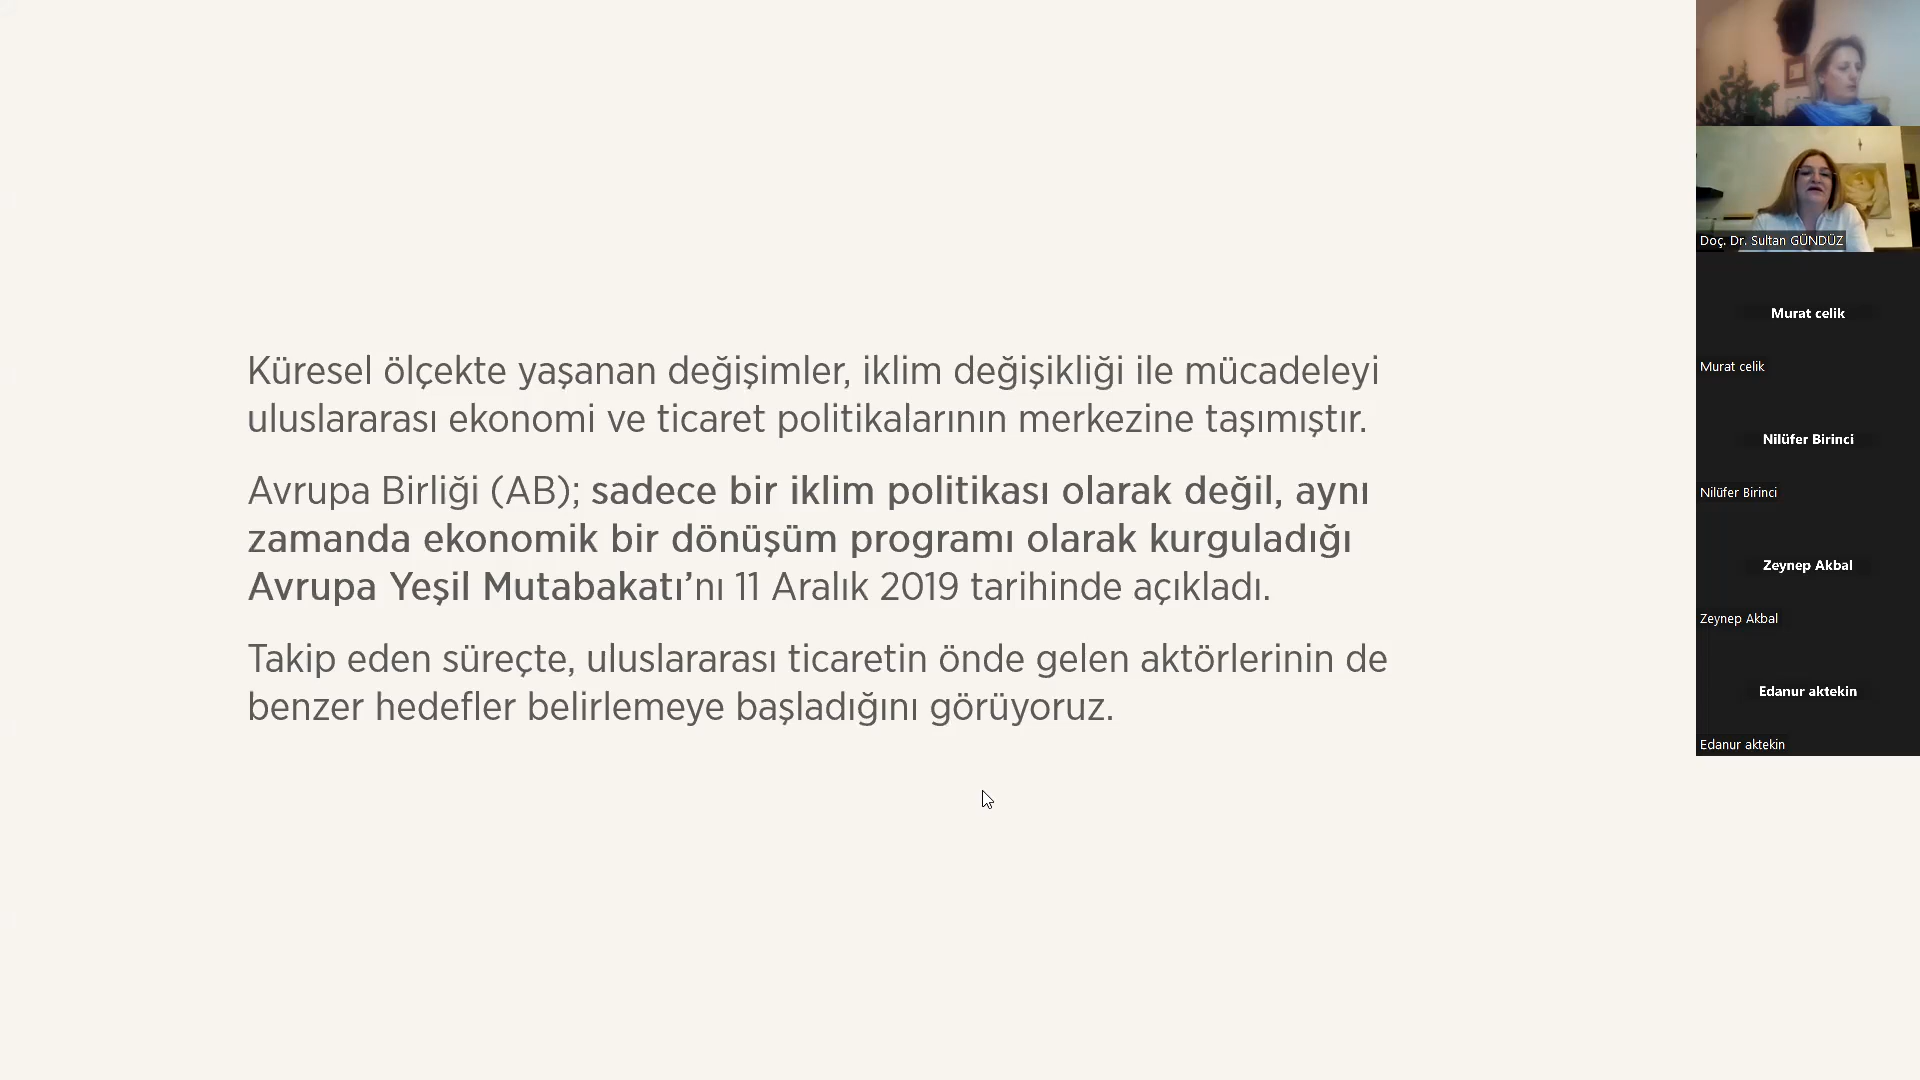 Küresel ölçekte yaşanan değişimler, iklim değişikliği ile mücadeleyi
uluslararası ekonomi ve ticaret politikalarının merkezine taşımıştır.
Avrupa Birliği (AB); sadece bir iklim politikası olarak değil, aynı
zamanda ekonomik bir dönüşüm programı olarak kurguladığı
Avrupa Yeşil Mutabakatı’nı 11 Aralık 2019 tarihinde açıkladı.
Takip eden süreçte, uluslararası ticaretin önde gelen aktörlerinin de
benzer hedefler belirlemeye başladığını görüyoruz.
Doç. Dr. Sultan GÜNDÜZ
Murat celik
Murat celik
Nilüfer Birinci
Nilüfer Birinci
Zeynep Akbal
Zeynep Akbal
Edanur aktekin
Edanur aktekin